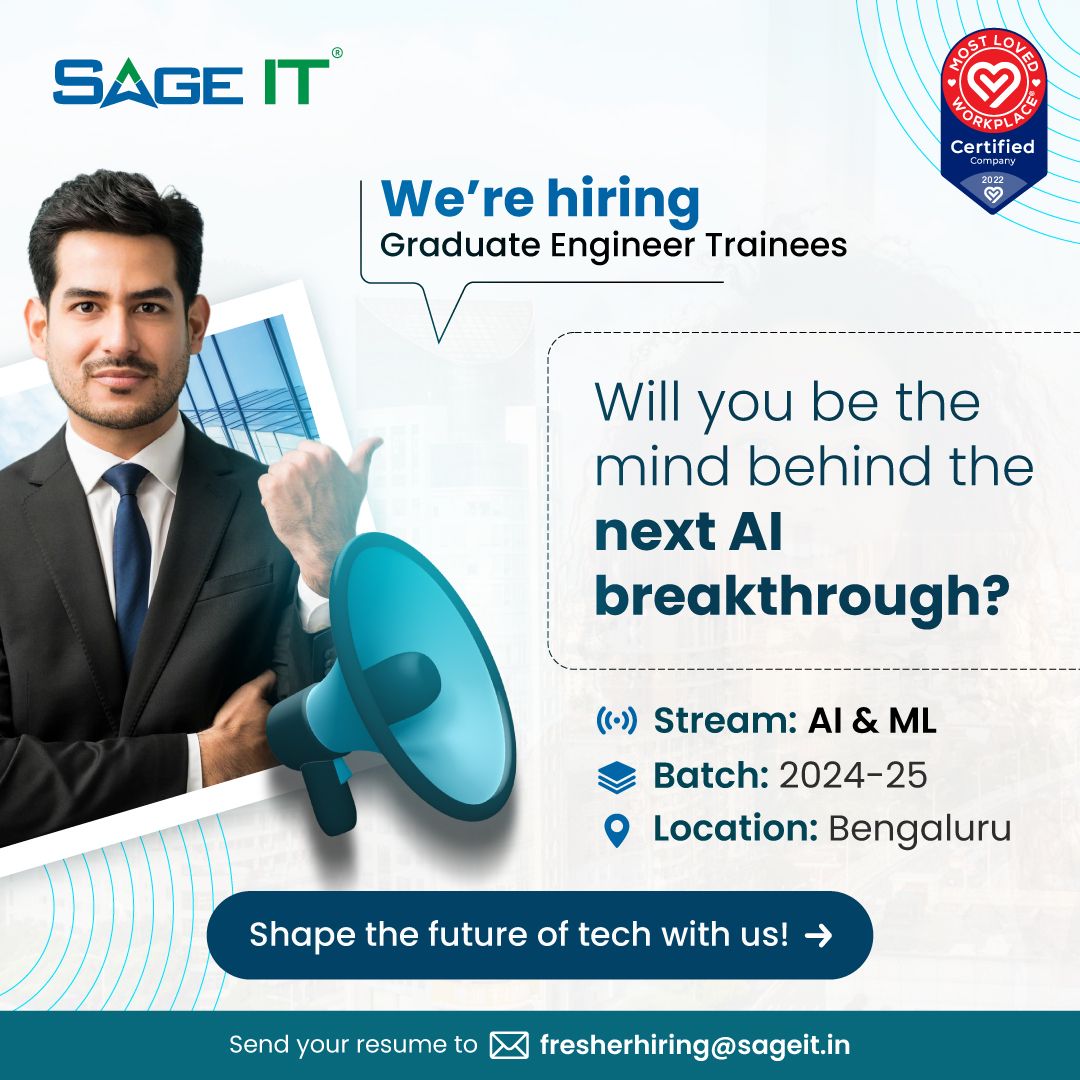 SAGE IT®
MOST LOVED
WORKPLACE®
Certified
Company
2022
We're hiring
Graduate Engineer Trainees
Will you be the
mind behind the
next AI
breakthrough?
Stream: AI & ML
Batch: 2024-25
Location: Bengaluru
Shape the future of tech with us! →
Send your resume to fresherhiring@sageit.in